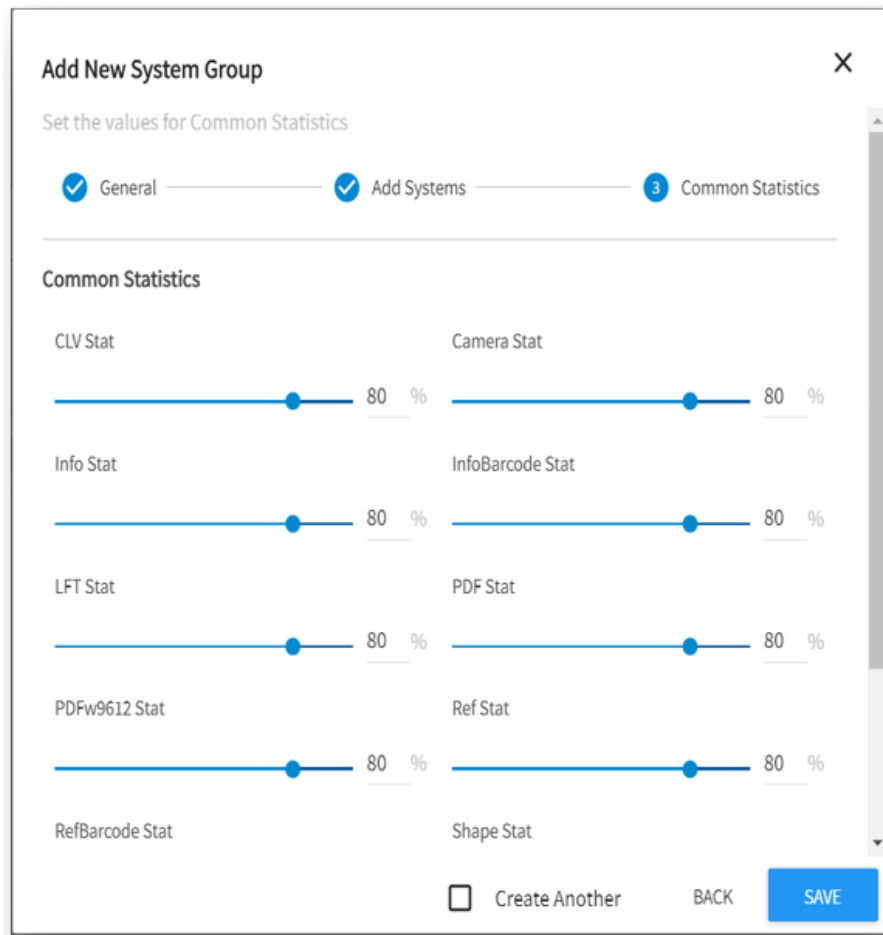 Add New System Group
Set the values for Common Statistics
General
Add Systems
3 Common Statistics
Common Statistics
CLV Stat
80 %
Camera Stat
80 %
Info Stat
80 %
InfoBarcode Stat
80 %
LFT Stat
80 %
PDF Stat
80 %
PDFw9612 Stat
80 %
Ref Stat
80 %
RefBarcode Stat
Shape Stat
Create Another
BACK
SAVE